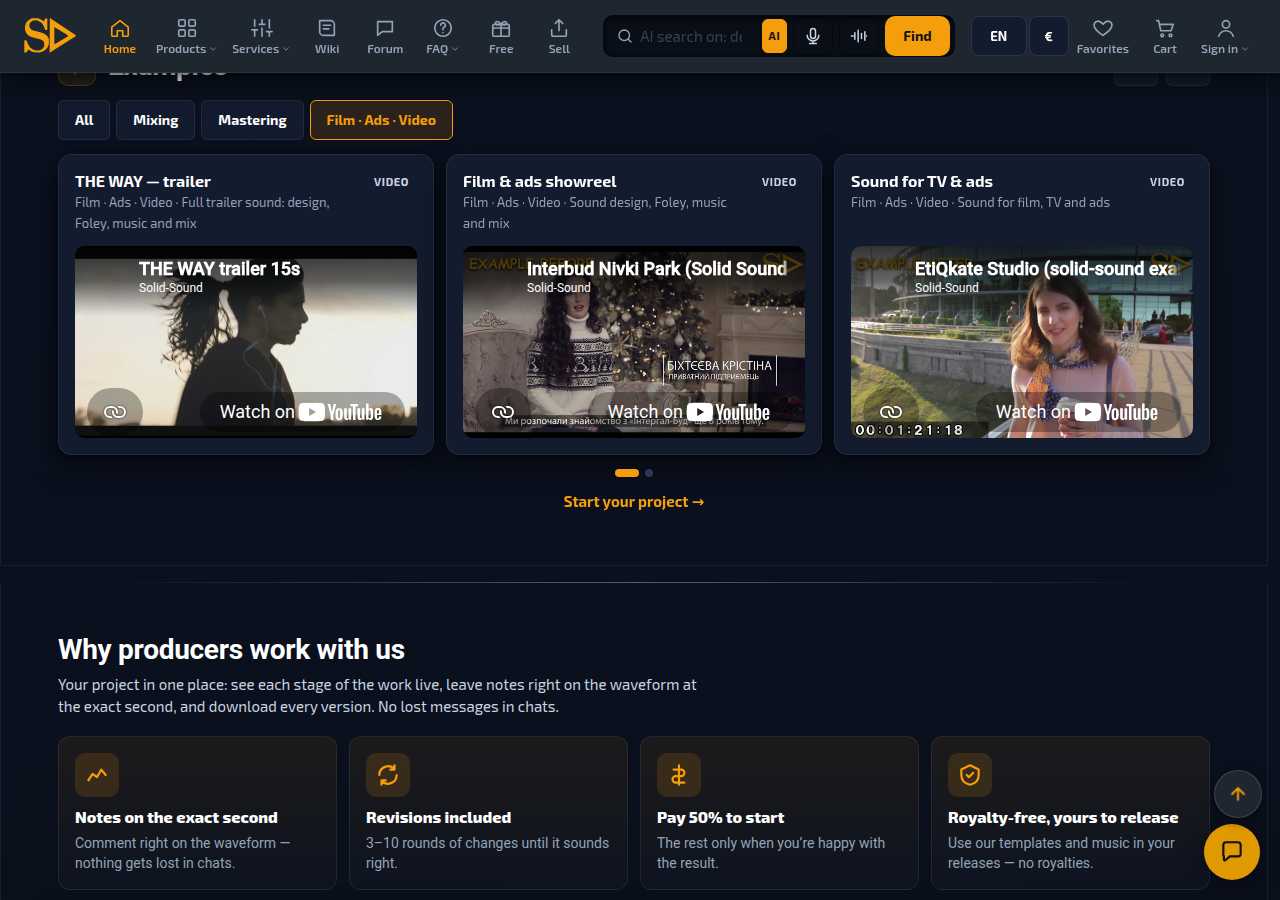 Home
Products
Services
Wiki
Forum
FAQ
Free
Sell
AI
Find
EN
€
Favorites
Cart
Sign in
Examples
All
Mixing
Mastering
Film · Ads · Video
THE WAY — trailer
VIDEO
Film · Ads · Video · Full trailer sound: design,
Foley, music and mix
THE WAY trailer 15s
Solid-Sound
Watch on YouTube
Film & ads showreel
VIDEO
Film · Ads · Video · Sound design, Foley, music
and mix
Interbud Nivki Park (Solid Sound
Solid-Sound
БІХТЄЄВА КРІСТІНА
ПРИВАТНИЙ ПІДПРИЄМЕЦЬ
Watch on YouTube
Sound for TV & ads
VIDEO
Film · Ads · Video · Sound for film, TV and ads
EtiQkate Studio (solid-sound exa
Solid-Sound
Watch on YouTube
00:01:21:18
Start your project →
Why producers work with us
Your project in one place: see each stage of the work live, leave notes right on the waveform at
the exact second, and download every version. No lost messages in chats.
Notes on the exact second
Comment right on the waveform —
nothing gets lost in chats.
Revisions included
3–10 rounds of changes until it sounds
right.
Pay 50% to start
The rest only when you're happy with
the result.
Royalty-free, yours to release
Use our templates and music in your
releases — no royalties.